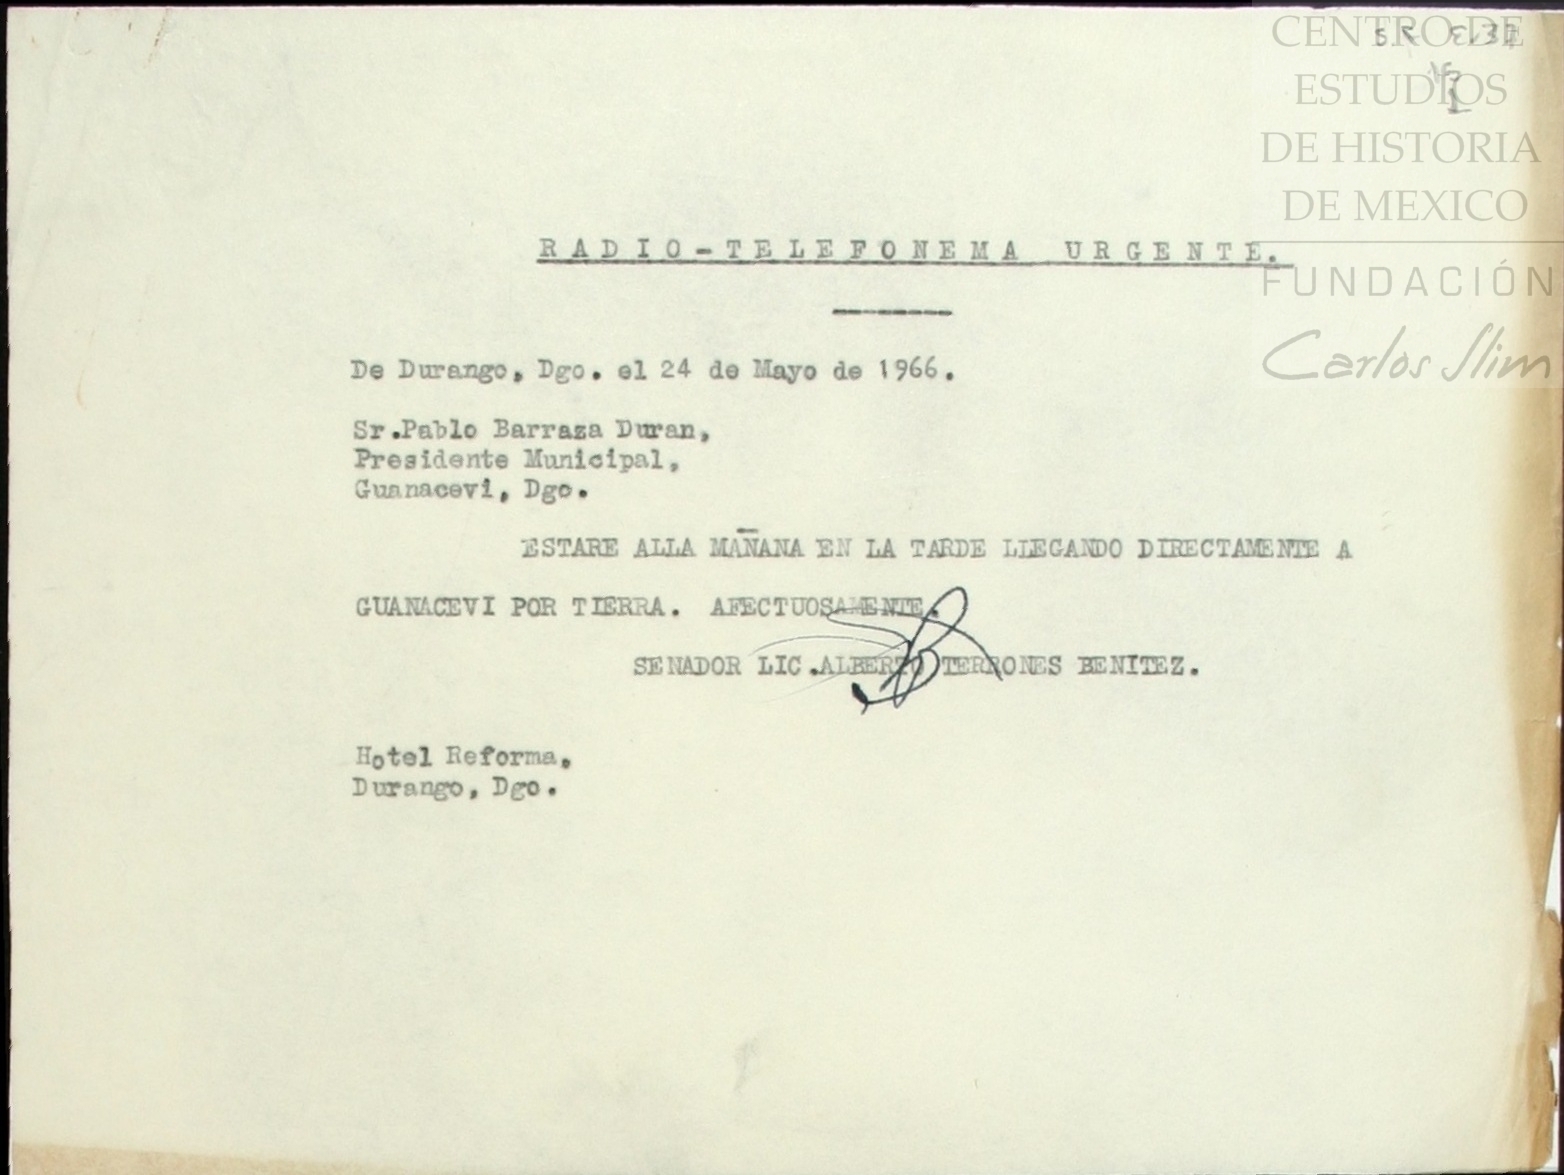 CENTRO DE
ESTUDIOS
DE HISTORIA
DE MEXICO
FUNDACIÓN
Carlos Slim
RADIO-TELEFONEMA URGENTE.
De Durango, Dgo. el 24 de Mayo de 1966.
Sr.Pablo Barraza Duran,
Presidente Municipal,
Guanacevi, Dgo.
ESTARE ALLA MAÑANA EN LA TARDE LLEGANDO DIRECTAMENTE A
GUANACEVI POR TIERRA. AFECTUOSAMENTE.
SENADOR LIC.ALBERTO TERRONES BENITEZ.
Hotel Reforma,
Durango, Dgo.